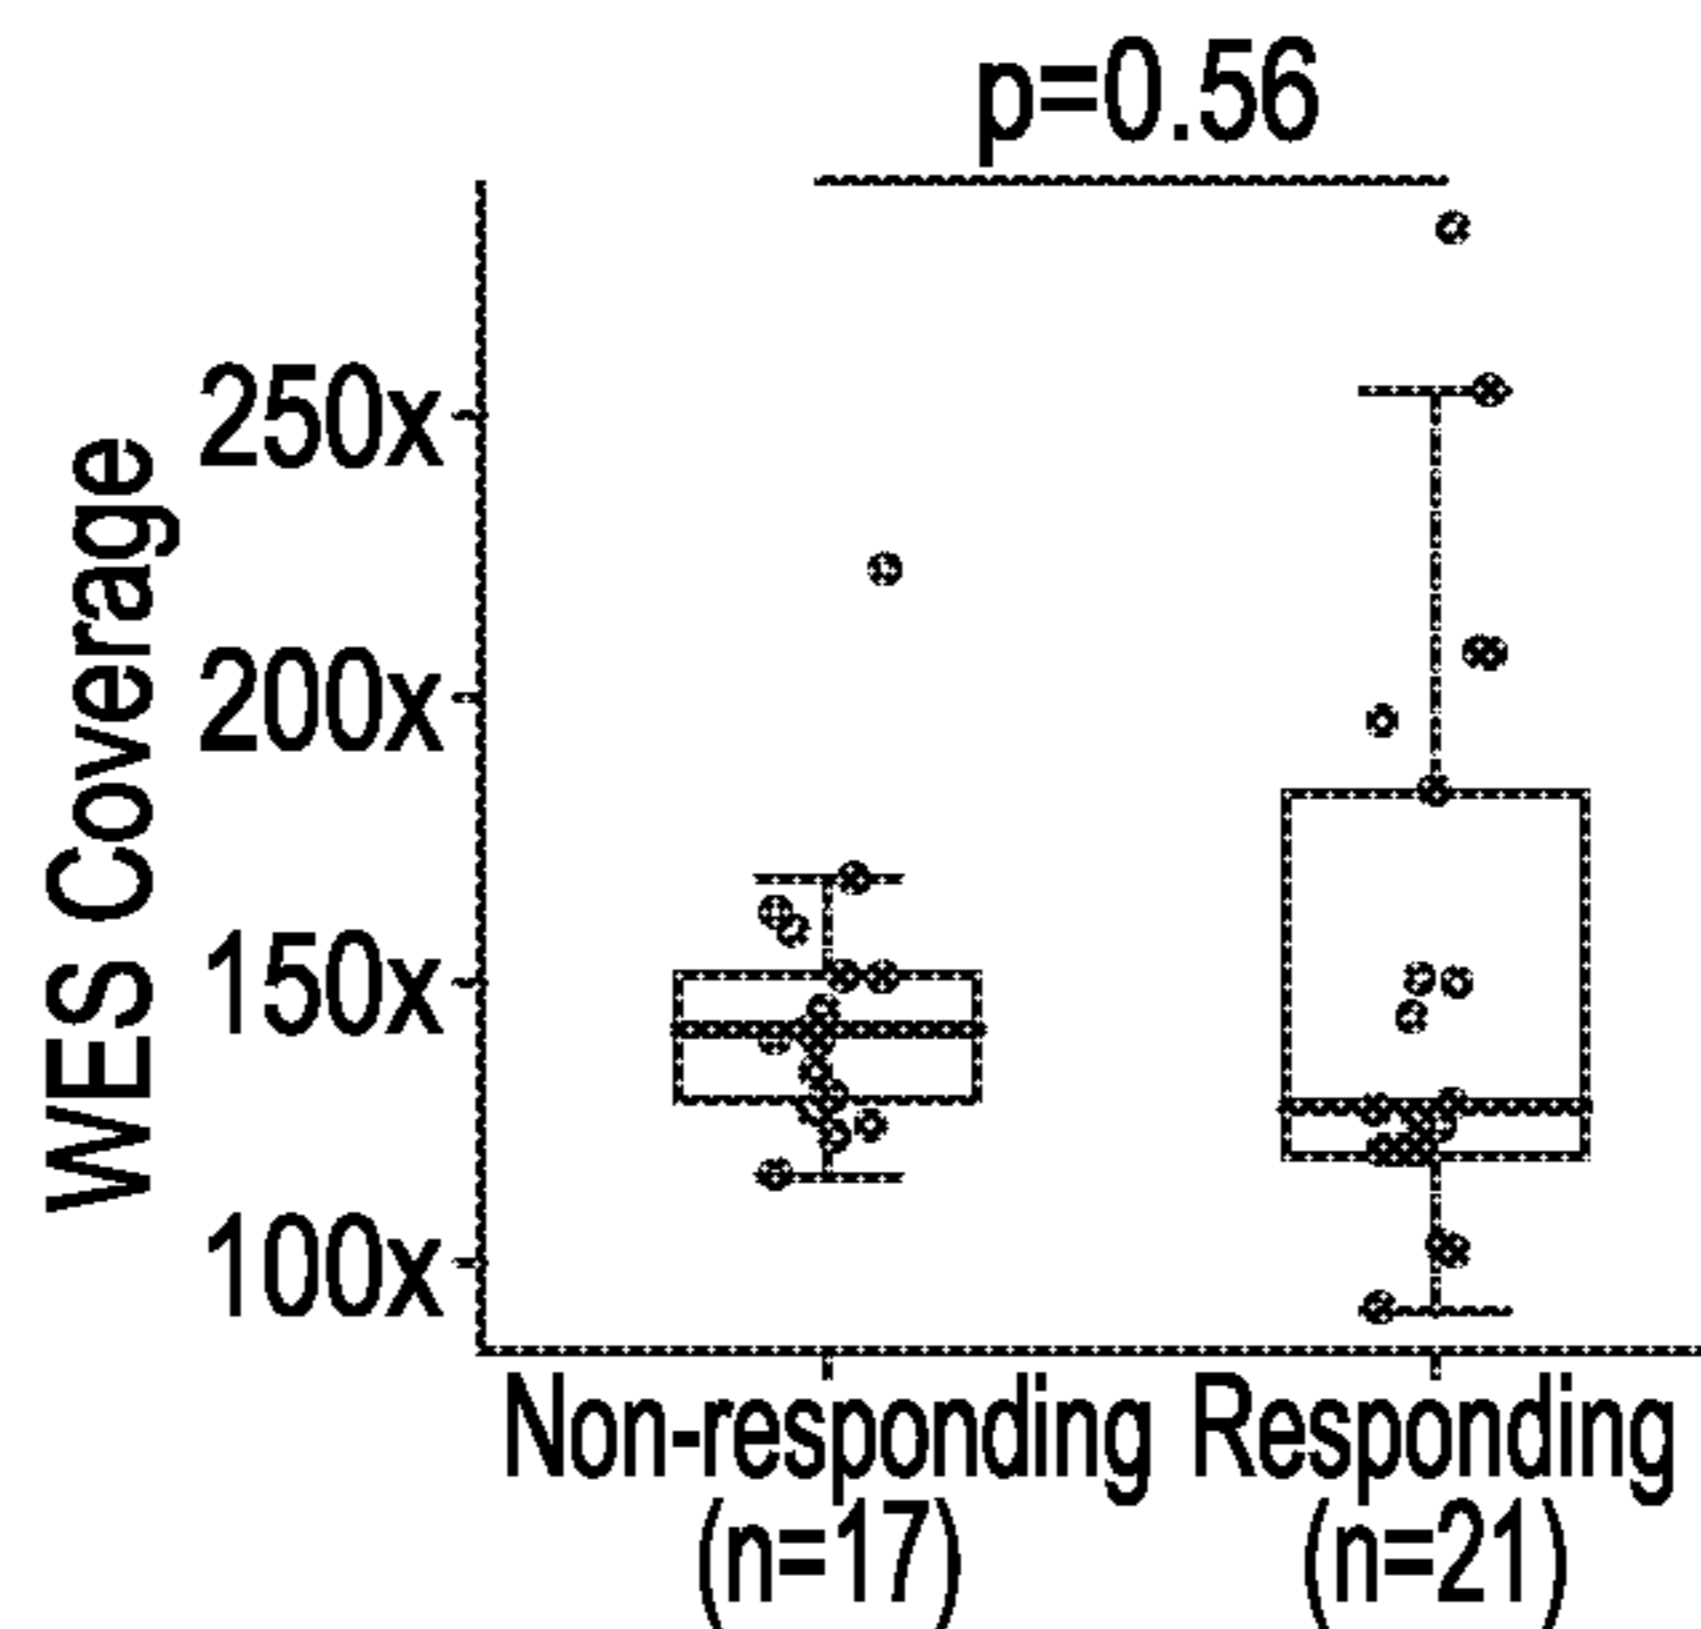 p=0.56
WES Coverage
250x
200x
150x
100x
Non-responding
(n=17)
Responding
(n=21)